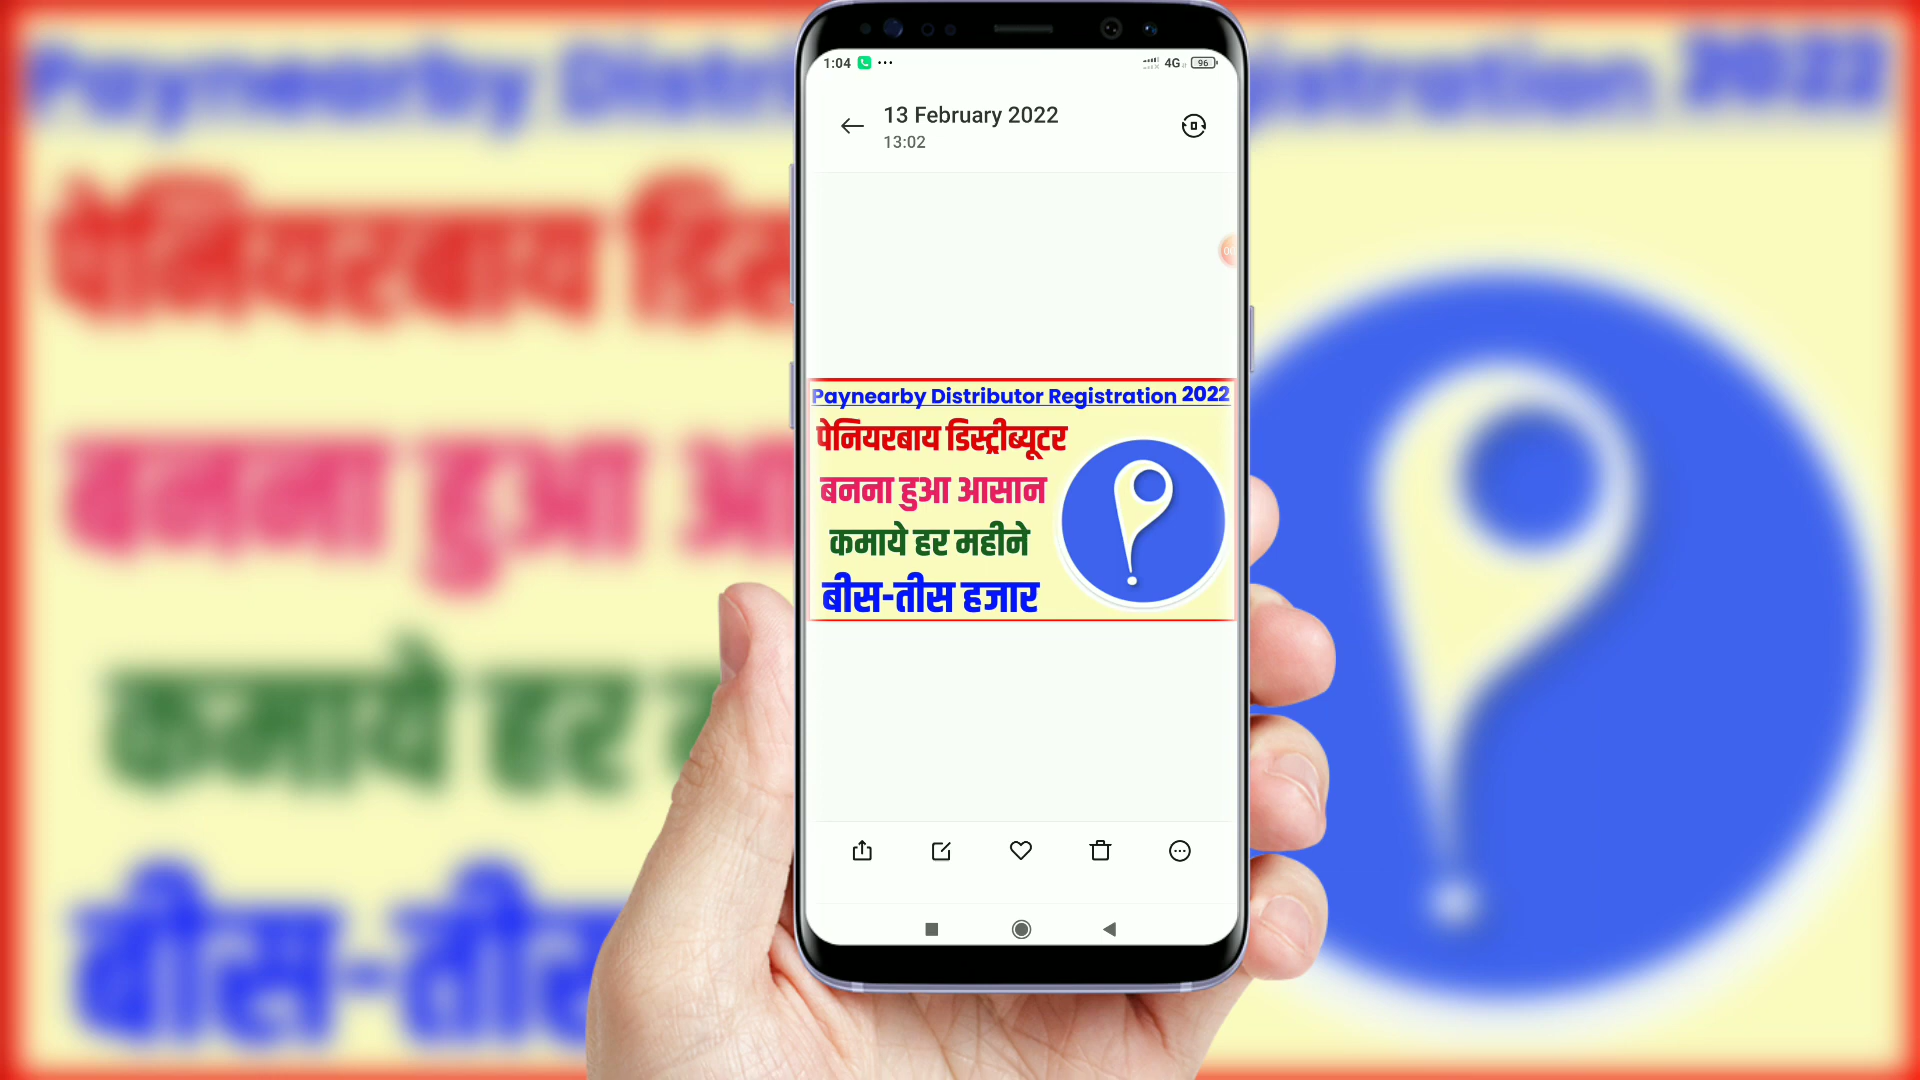 1:04
4G
96
13 February 2022
13:02
Paynearby Distributor Registration 2022
पेनियरबाय डिस्ट्रीब्यूटर
बनना हुआ आसान
कमाये हर महीने
बीस-तीस हजार